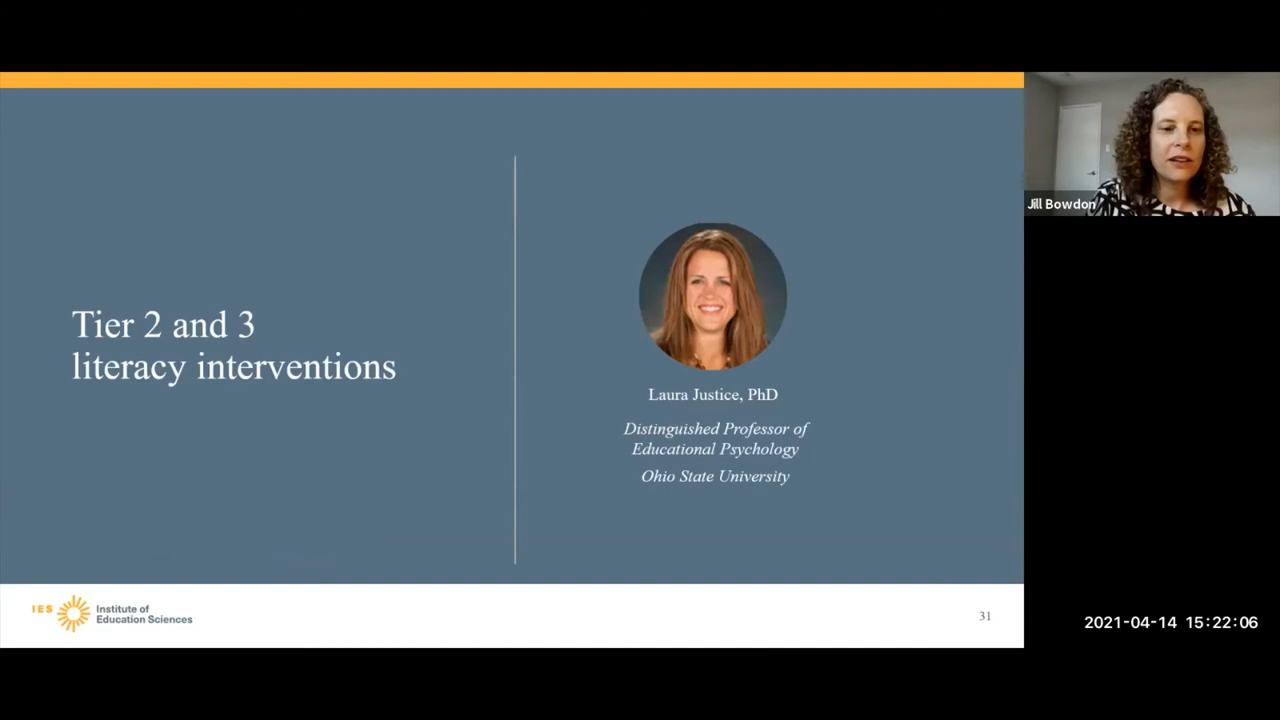 Tier 2 and 3
literacy interventions
Laura Justice, PhD
Distinguished Professor of
Educational Psychology
Ohio State University
IES
Institute of
Education Sciences
31
Jill Bowdon
2021-04-14 15:22:06